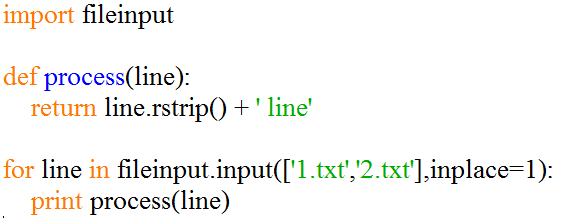 import fileinput
def process(line):
    return line.rstrip() + ' line'
for line in fileinput.input(['1.txt','2.txt'],inplace=1):
    print process(line)